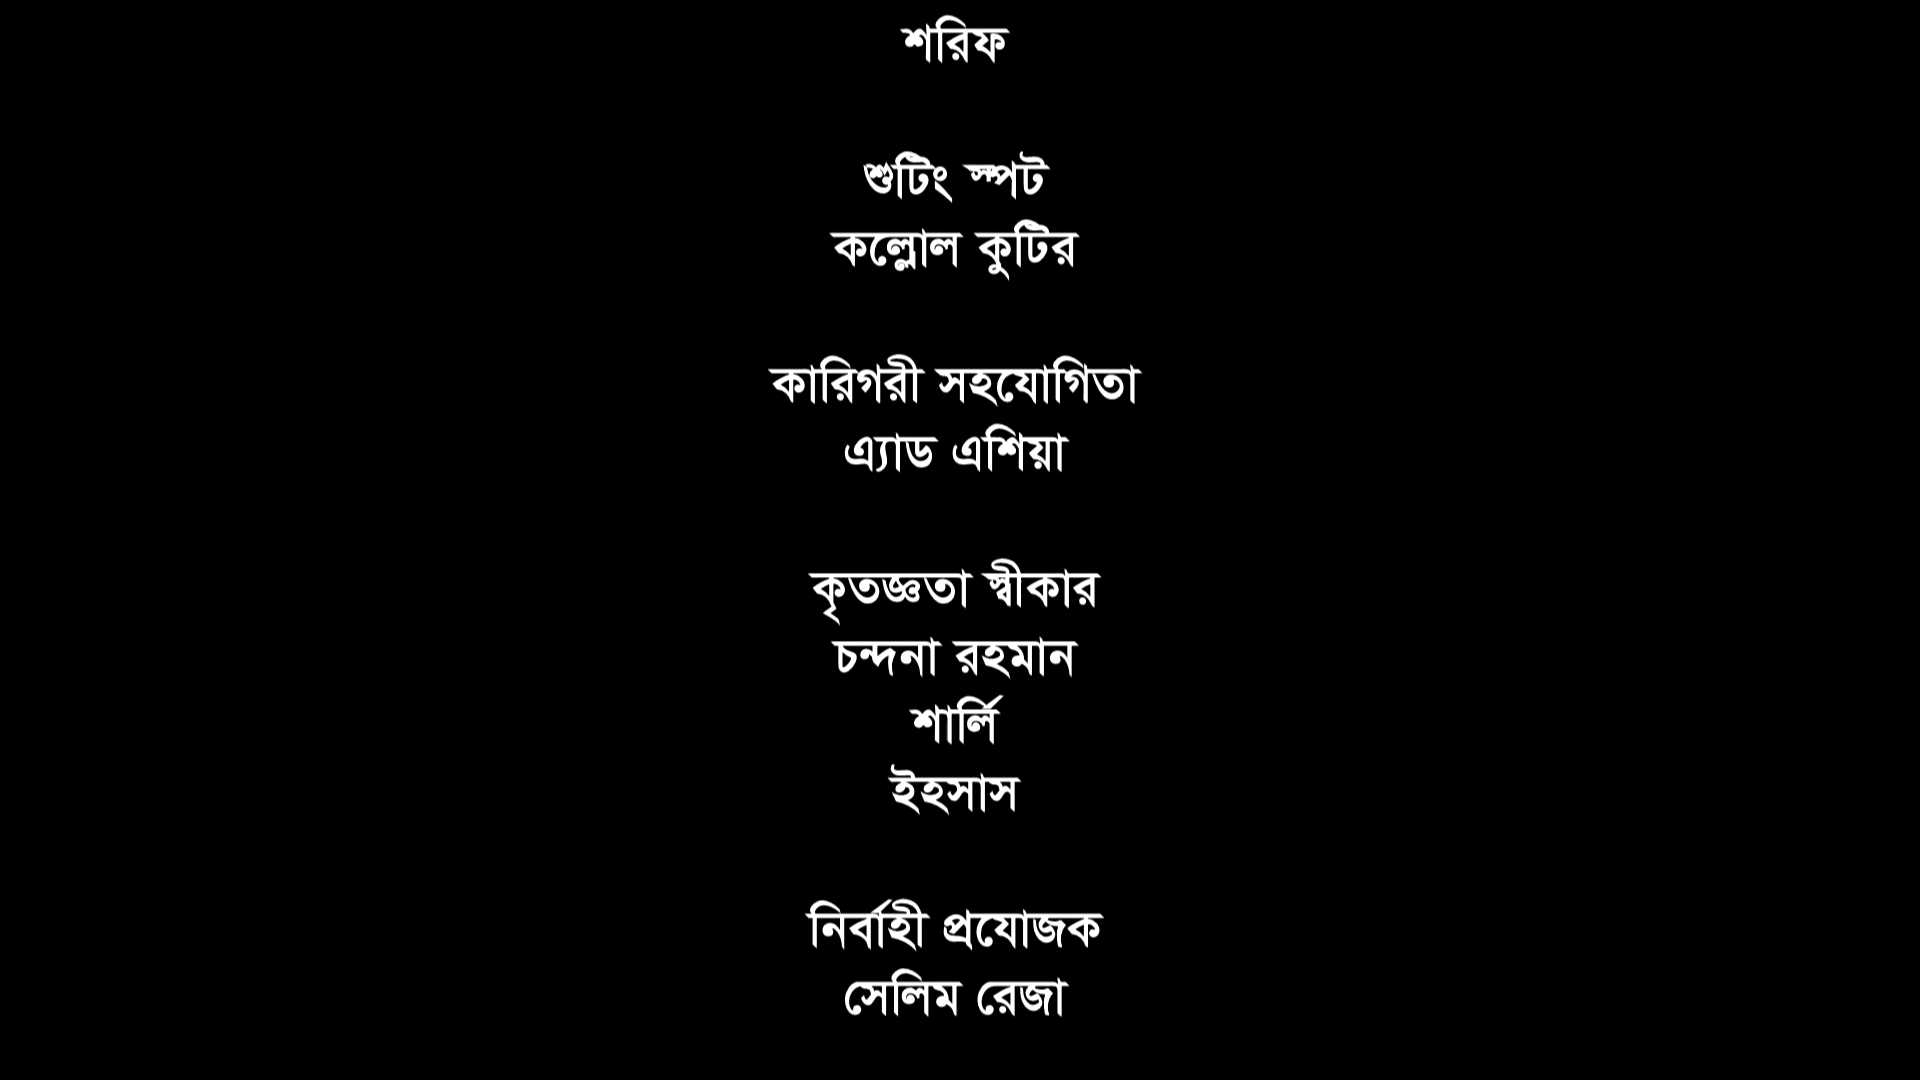 শরিফ
শুটিং স্পট
কল্লোল কুটির
কারিগরী সহযোগিতা
এ্যাড এশিয়া
কৃতজ্ঞতা স্বীকার
চন্দনা রহমান
শার্লি
ইহসাস
নির্বাহী প্রযোজক
সেলিম রেজা